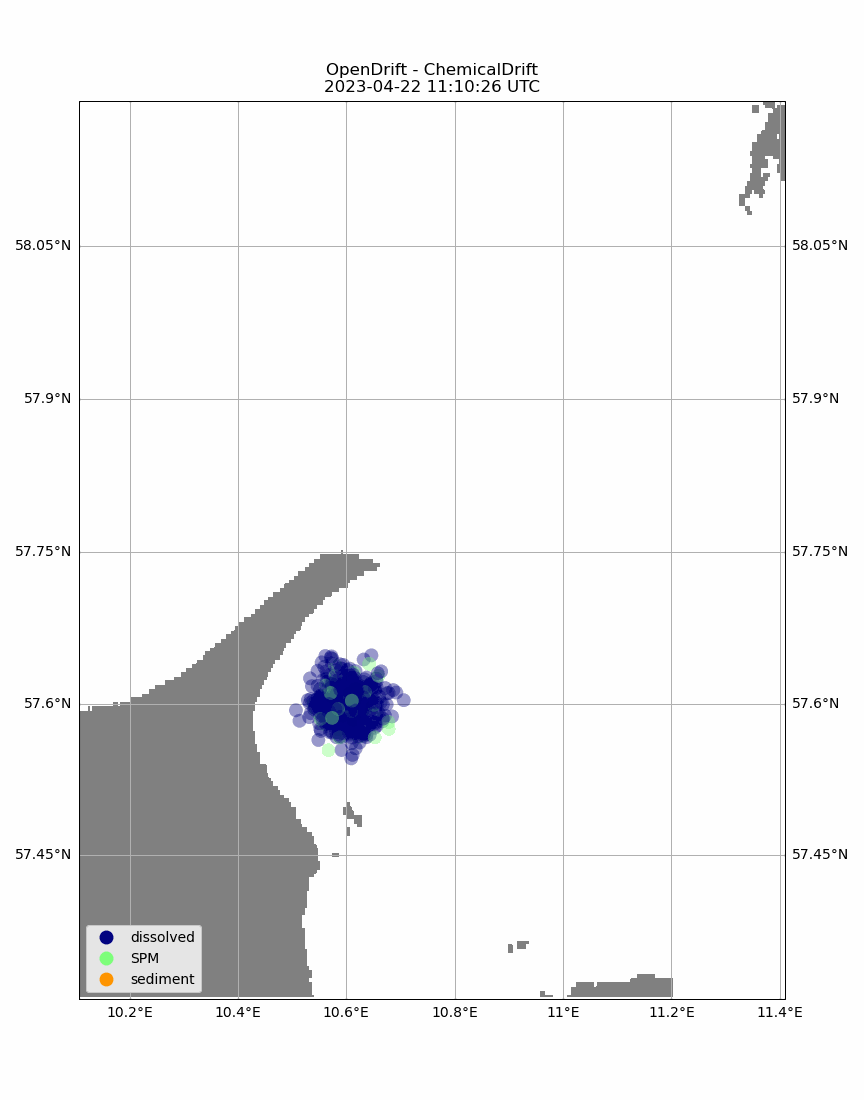 OpenDrift - ChemicalDrift
2023-04-22 11:10:26 UTC
58.05°N 58.05°N
57.9°N 57.9°N
57.75°N 57.75°N
57.6°N 57.6°N
57.45°N 57.45°N
dissolved
SPM
sediment
10.2°E 10.4°E 10.6°E 10.8°E 11°E 11.2°E 11.4°E